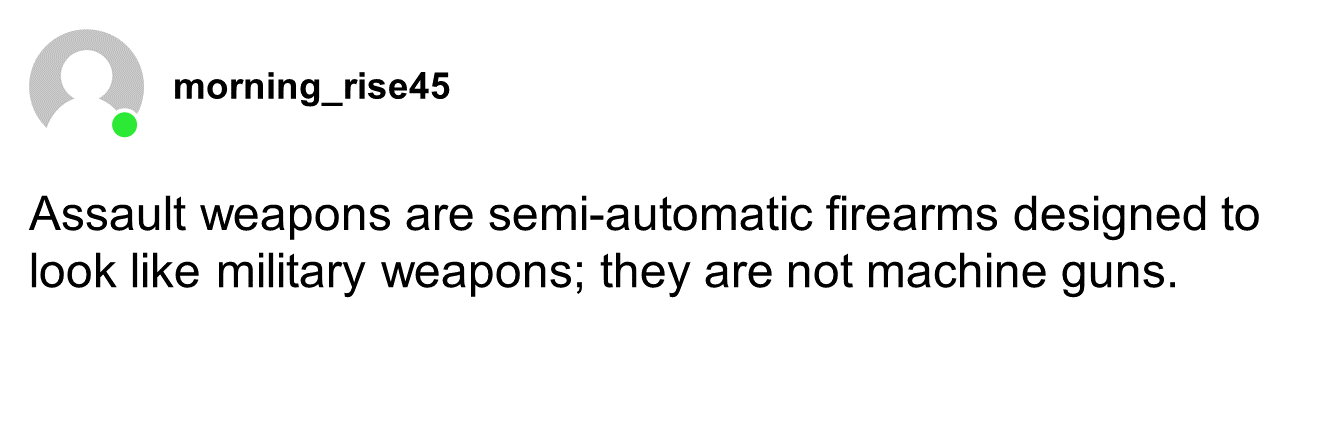 morning_rise45
Assault weapons are semi-automatic firearms designed to
look like military weapons; they are not machine guns.